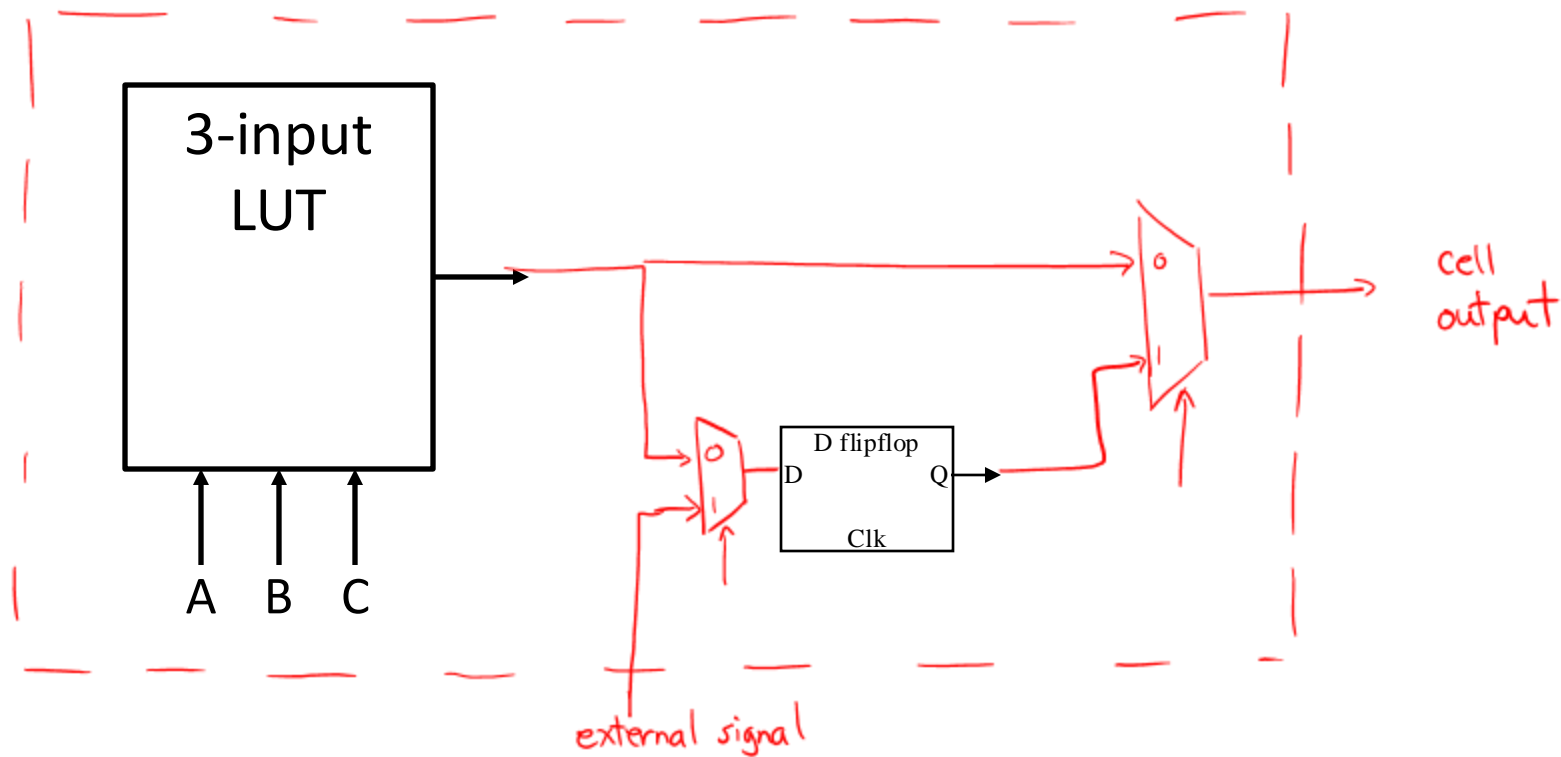 3-input
LUT
0
cell
output
1
D flipflop
0
D
Q
1
Clk
A B C
external signal